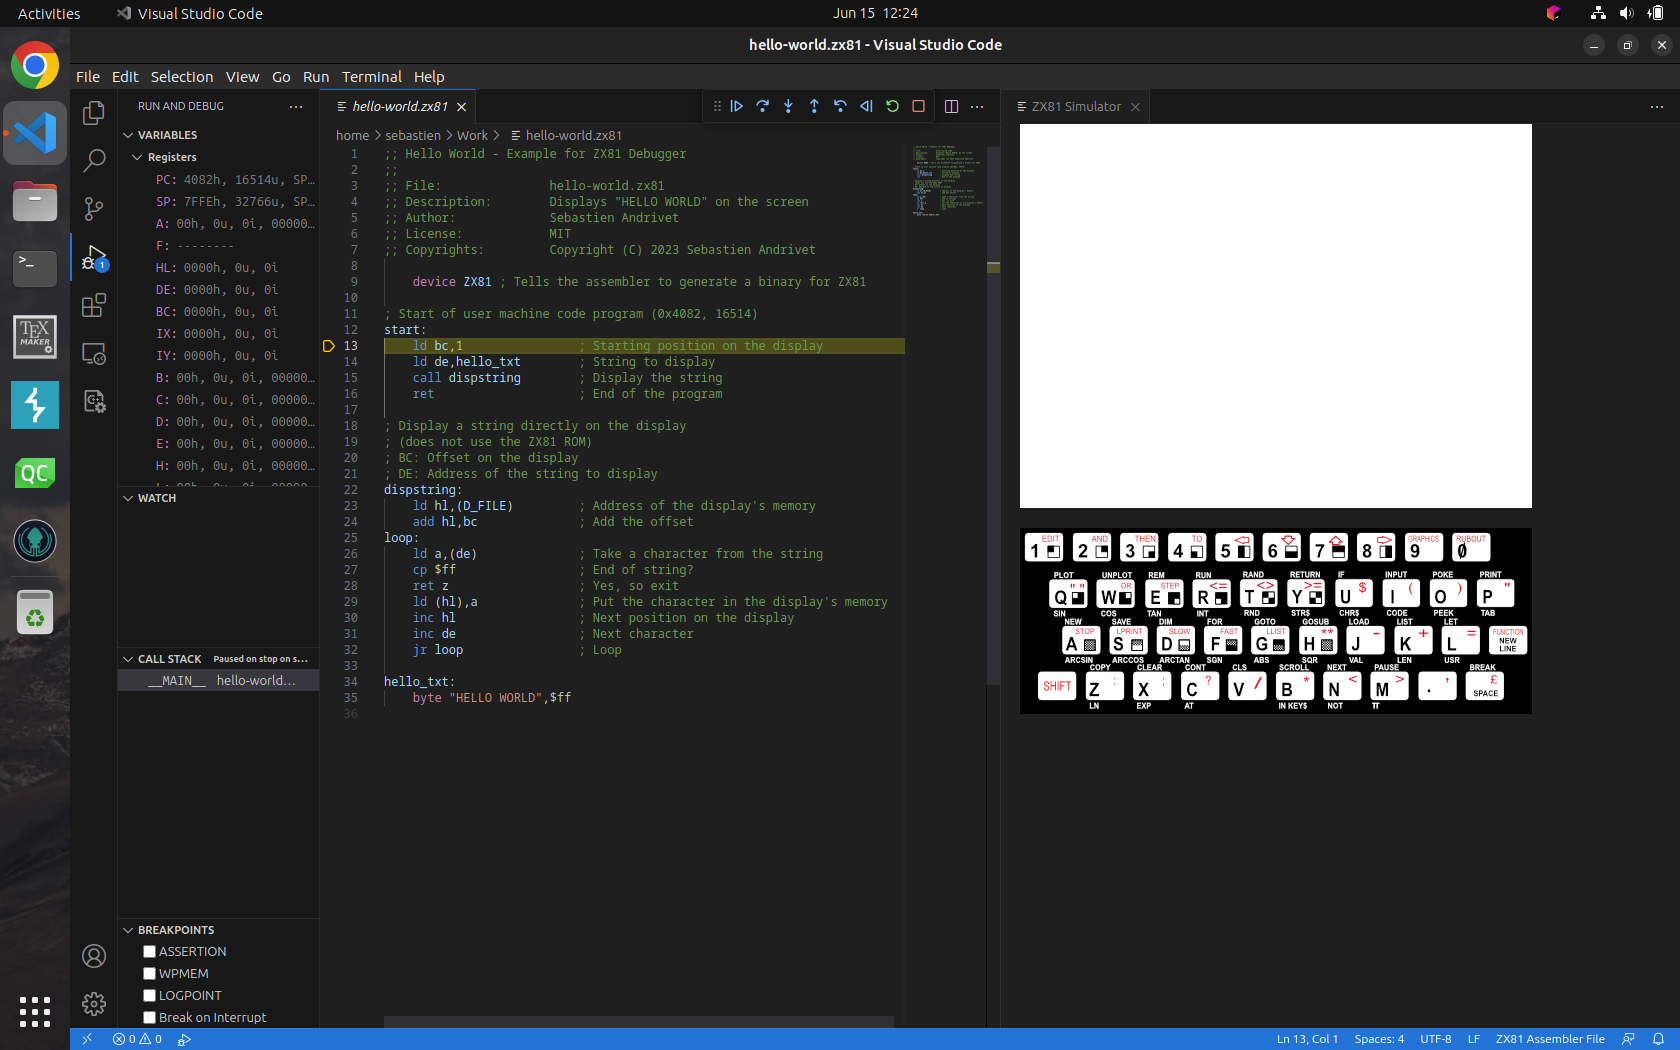 Activities
Visual Studio Code
Jun 15 12:24
hello-world.zx81 - Visual Studio Code
File Edit Selection View Go Run Terminal Help
RUN AND DEBUG
VARIABLES
Registers
PC: 4082h, 16514u, SP…
SP: 7FFEh, 32766u, SP…
A: 00h, 0u, 0i, 00000…
F: --------
HL: 0000h, 0u, 0i
DE: 0000h, 0u, 0i
BC: 0000h, 0u, 0i
IX: 0000h, 0u, 0i
IY: 0000h, 0u, 0i
B: 00h, 0u, 0i, 00000…
C: 00h, 0u, 0i, 00000…
D: 00h, 0u, 0i, 00000…
E: 00h, 0u, 0i, 00000…
H: 00h, 0u, 0i, 00000…
L: 00h, 0u, 0i, 00000…
WATCH
CALL STACK Paused on stop on s…
__MAIN__ hello-world…
BREAKPOINTS
ASSERTION
WPMEM
LOGPOINT
Break on Interrupt
TEX MAKER
QC
1
hello-world.zx81
home > sebastien > Work > hello-world.zx81
1 ;; Hello World - Example for ZX81 Debugger
2 ;;
3 ;; File: hello-world.zx81
4 ;; Description: Displays "HELLO WORLD" on the screen
5 ;; Author: Sebastien Andrivet
6 ;; License: MIT
7 ;; Copyrights: Copyright (C) 2023 Sebastien Andrivet
8
9 device ZX81 ; Tells the assembler to generate a binary for ZX81
10
11 ; Start of user machine code program (0x4082, 16514)
12 start:
13 ld bc,1 ; Starting position on the display
14 ld de,hello_txt ; String to display
15 call dispstring ; Display the string
16 ret ; End of the program
17
18 ; Display a string directly on the display
19 ; (does not use the ZX81 ROM)
20 ; BC: Offset on the display
21 ; DE: Address of the string to display
22 dispstring:
23 ld hl,(D_FILE) ; Address of the display's memory
24 add hl,bc ; Add the offset
25 loop:
26 ld a,(de) ; Take a character from the string
27 cp $ff ; End of string?
28 ret z ; Yes, so exit
29 ld (hl),a ; Put the character in the display's memory
30 inc hl ; Next position on the display
31 inc de ; Next character
32 jr loop ; Loop
33
34 hello_txt:
35 byte "HELLO WORLD",$ff
36
ZX81 Simulator
EDIT AND THEN TO GRAPHICS RUBOUT
1 2 3 4 5 6 7 8 9 0
PLOT UNPLOT REM RUN RAND RETURN IF INPUT POKE PRINT
" " OR STEP <= <> >= $ ( ) "
Q W E R T Y U I O P
SIN COS TAN INT RND STR$ CHR$ CODE PEEK TAB
NEW SAVE DIM FOR GOTO GOSUB LOAD LIST LET
STOP LPRINT SLOW FAST LLIST ** - + = FUNCTION
A S D F G H J K L NEW LINE
ARCSIN ARCCOS ARCTAN SGN ABS SQR VAL LEN USR
COPY CLEAR CONT CLS SCROLL NEXT PAUSE BREAK
: ; ? / * < > , £
SHIFT Z X C V B N M . SPACE
LN EXP AT IN KEY$ NOT π
0 0
Ln 13, Col 1 Spaces: 4 UTF-8 LF ZX81 Assembler File